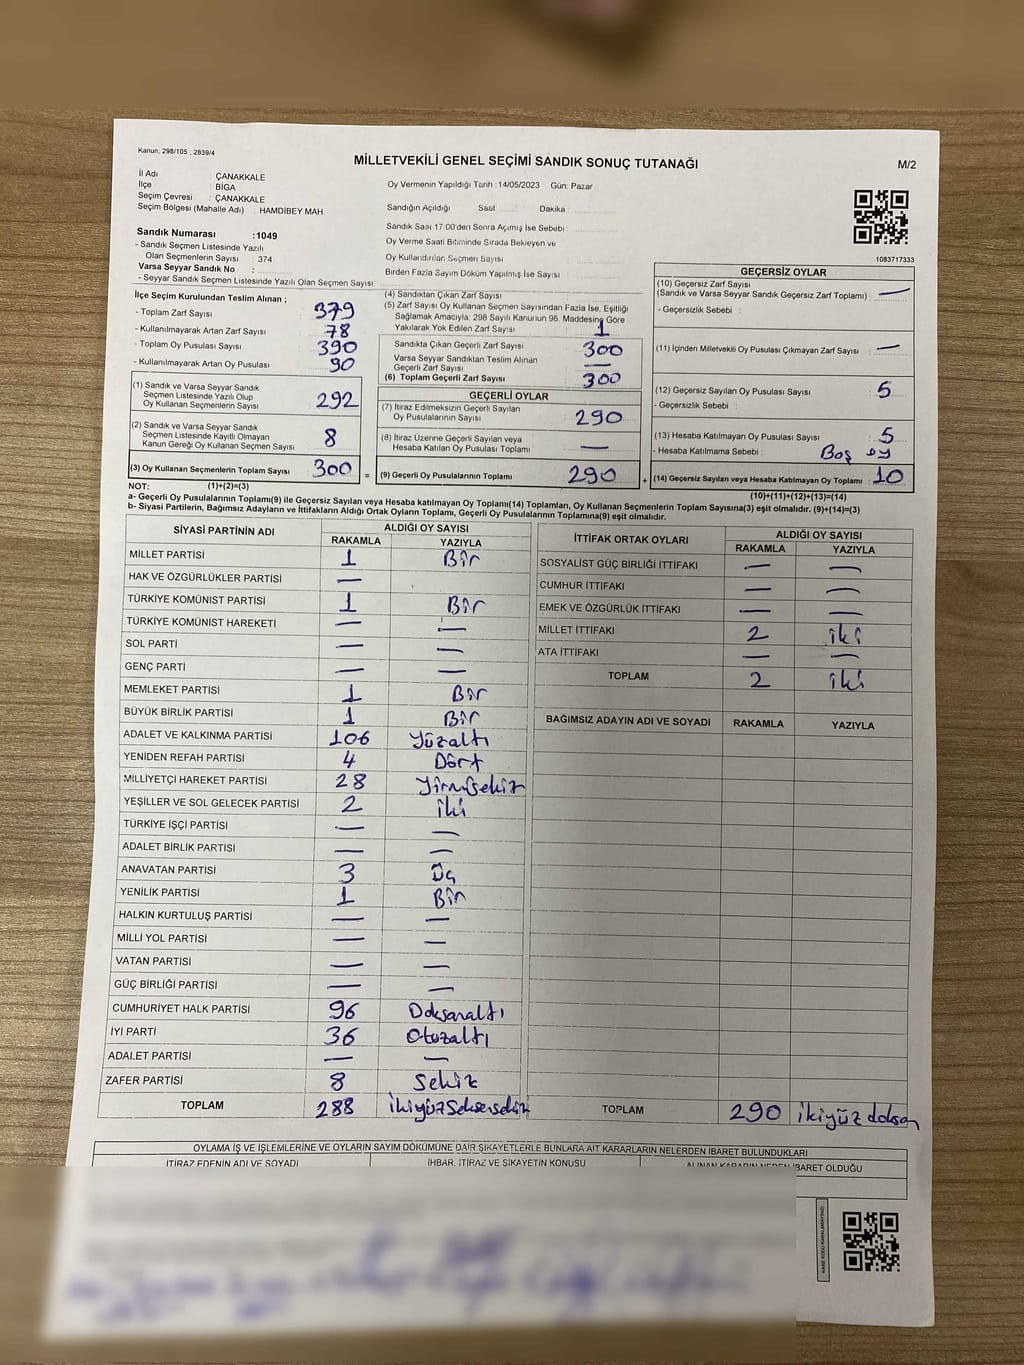 Kanun, 298/105 , 2839/4
MİLLETVEKİLİ GENEL SEÇİMİ SANDIK SONUÇ TUTANAĞI
M/2
İl Adı : ÇANAKKALE
İlçe : BİGA
Seçim Çevresi : ÇANAKKALE
Seçim Bölgesi (Mahalle Adı) : HAMDİBEY MAH.
Oy Vermenin Yapıldığı Tarih : 14/05/2023 Gün: Pazar
Sandığın Açıldığı Saat : Dakika :
Sandık Saat 17.00'den Sonra Açılmış İse Sebebi :
Oy Verme Saati Bitiminde Sırada Bekleyen ve
Oy Kullandırılan Seçmen Sayısı :
Birden Fazla Sayım Döküm Yapılmış İse Sayısı :
1083717333
Sandık Numarası :1049
- Sandık Seçmen Listesinde Yazılı
Olan Seçmenlerin Sayısı : 374
Varsa Seyyar Sandık No :
- Seyyar Sandık Seçmen Listesinde Yazılı Olan Seçmen Sayısı:
İlçe Seçim Kurulundan Teslim Alınan ;
- Toplam Zarf Sayısı : 379
- Kullanılmayarak Artan Zarf Sayısı : 78
- Toplam Oy Pusulası Sayısı : 390
- Kullanılmayarak Artan Oy Pusulası : 90
(1) Sandık ve Varsa Seyyar Sandık
Seçmen Listesinde Yazılı Olup
Oy Kullanan Seçmenlerin Sayısı 292
(2) Sandık ve Varsa Seyyar Sandık
Seçmen Listesinde Kayıtlı Olmayan
Kanun Gereği Oy Kullanan Seçmen Sayısı 8
(3) Oy Kullanan Seçmenlerin Toplam Sayısı 300
(4) Sandıktan Çıkan Zarf Sayısı :
(5) Zarf Sayısı Oy Kullanan Seçmen Sayısından Fazla İse, Eşitliği
Sağlamak Amacıyla; 298 Sayılı Kanunun 98. Maddesine Göre
Yakılarak Yok Edilen Zarf Sayısı : 1
Sandıkta Çıkan Geçerli Zarf Sayısı : 300
Varsa Seyyar Sandıktan Teslim Alınan
Geçerli Zarf Sayısı : —
(6) Toplam Geçerli Zarf Sayısı : 300
GEÇERLİ OYLAR
(7) İtiraz Edilmeksizin Geçerli Sayılan
Oy Pusulalarının Sayısı : 290
(8) İtiraz Üzerine Geçerli Sayılan veya
Hesaba Katılan Oy Pusulası Toplamı : —
= (9) Geçerli Oy Pusulalarının Toplamı : 290 +
GEÇERSİZ OYLAR
(10) Geçersiz Zarf Sayısı
(Sandık ve Varsa Seyyar Sandık Geçersiz Zarf Toplamı) : —
- Geçersizlik Sebebi :
(11) İçinden Milletvekili Oy Pusulası Çıkmayan Zarf Sayısı : —
(12) Geçersiz Sayılan Oy Pusulası Sayısı : 5
- Geçersizlik Sebebi :
(13) Hesaba Katılmayan Oy Pusulası Sayısı : 5
- Hesaba Katılmama Sebebi : Boş oy
(14) Geçersiz Sayılan veya Hesaba Katılmayan Oy Toplamı : 10
NOT: (1)+(2)=(3)
(10)+(11)+(12)+(13)=(14)
a- Geçerli Oy Pusulalarının Toplamı(9) ile Geçersiz Sayılan veya Hesaba katılmayan Oy Toplamı(14) Toplamları, Oy Kullanan Seçmenlerin Toplam Sayısına(3) eşit olmalıdır. (9)+(14)=(3)
b- Siyasi Partilerin, Bağımsız Adayların ve İttifakların Aldığı Ortak Oyların Toplamı, Geçerli Oy Pusulalarının Toplamına(9) eşit olmalıdır.
SİYASİ PARTİNİN ADI ALDIĞI OY SAYISI
RAKAMLA YAZIYLA
MİLLET PARTİSİ 1 Bir
HAK VE ÖZGÜRLÜKLER PARTİSİ —
TÜRKİYE KOMÜNİST PARTİSİ 1 Bir
TÜRKİYE KOMÜNİST HAREKETİ — —
SOL PARTİ — —
GENÇ PARTİ — —
MEMLEKET PARTİSİ 1 Bir
BÜYÜK BİRLİK PARTİSİ 1 Bir
ADALET VE KALKINMA PARTİSİ 106 Yüzaltı
YENİDEN REFAH PARTİSİ 4 Dört
MİLLİYETÇİ HAREKET PARTİSİ 28 Yirmisekiz
YEŞİLLER VE SOL GELECEK PARTİSİ 2 iki
TÜRKİYE İŞÇİ PARTİSİ — —
ADALET BİRLİK PARTİSİ — —
ANAVATAN PARTİSİ 3 Üç
YENİLİK PARTİSİ 1 Bir
HALKIN KURTULUŞ PARTİSİ — —
MİLLİ YOL PARTİSİ — —
VATAN PARTİSİ — —
GÜÇ BİRLİĞİ PARTİSİ — —
CUMHURİYET HALK PARTİSİ 96 Doksanaltı
İYİ PARTİ 36 Otuzaltı
ADALET PARTİSİ — —
ZAFER PARTİSİ 8 Sekiz
TOPLAM 288 ikiyüzseksensekiz
İTTİFAK ORTAK OYLARI ALDIĞI OY SAYISI
RAKAMLA YAZIYLA
SOSYALİST GÜÇ BİRLİĞİ İTTİFAKI — —
CUMHUR İTTİFAKI — —
EMEK VE ÖZGÜRLÜK İTTİFAKI — —
MİLLET İTTİFAKI 2 iki
ATA İTTİFAKI — —
TOPLAM 2 iki
BAĞIMSIZ ADAYIN ADI VE SOYADI RAKAMLA YAZIYLA
TOPLAM 290 ikiyüz doksan
OYLAMA İŞ VE İŞLEMLERİNE VE OYLARIN SAYIM DÖKÜMÜNE DAİR ŞİKAYETLERLE BUNLARA AİT KARARLARIN NELERDEN İBARET BULUNDUKLARI
İTİRAZ EDENİN ADI VE SOYADI İHBAR, İTİRAZ VE ŞİKAYETİN KONUSU ALINAN KARARIN NEDEN İBARET OLDUĞU